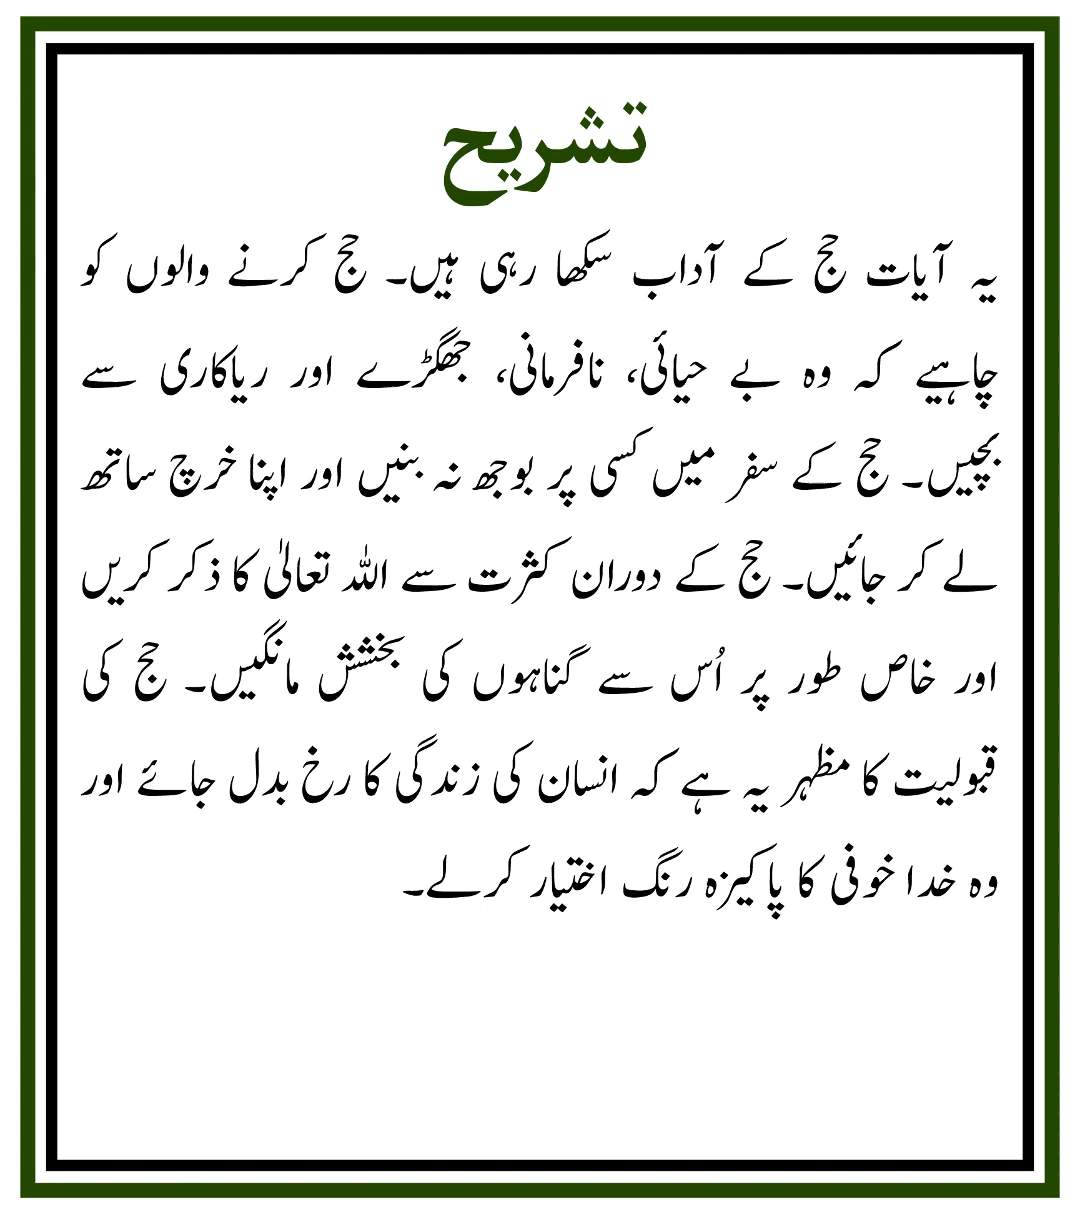 تشریح
یہ آیات حج کے آداب سکھا رہی ہیں۔ حج کرنے والوں کو
چاہیے کہ وہ بے حیائی، نافرمانی، جھگڑے اور ریاکاری سے
بچیں۔ حج کے سفر میں کسی پر بوجھ نہ بنیں اور اپنا خرچ ساتھ
لے کر جائیں۔ حج کے دوران کثرت سے اللہ تعالیٰ کا ذکر کریں
اور خاص طور پر اُس سے گناہوں کی بخشش مانگیں۔ حج کی
قبولیت کا مظہر یہ ہے کہ انسان کی زندگی کا رخ بدل جائے اور
وہ خدا خوفی کا پاکیزہ رنگ اختیار کرلے۔